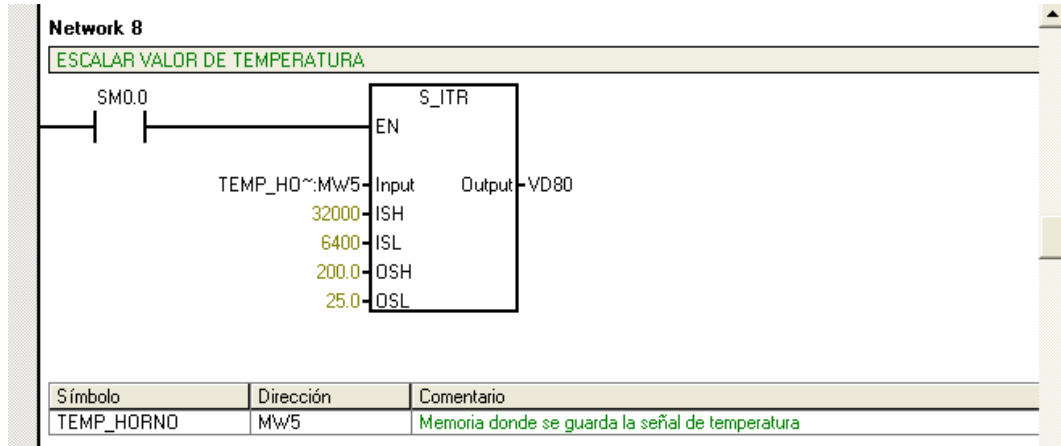 Network 8
ESCALAR VALOR DE TEMPERATURA
SM0.0
S_ITR
EN
TEMP_HO~:MW5 Input Output VD80
32000 ISH
6400 ISL
200.0 OSH
25.0 OSL
Símbolo Dirección Comentario
TEMP_HORNO MW5 Memoria donde se guarda la señal de temperatura